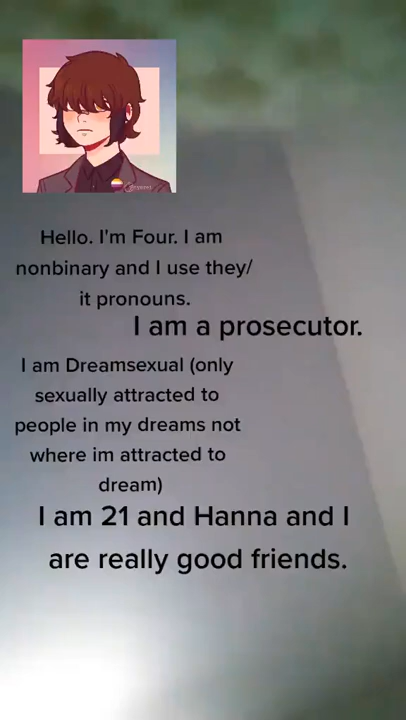 Hello. I'm Four. I am
nonbinary and I use they/
it pronouns.
I am a prosecutor.
I am Dreamsexual (only
sexually attracted to
people in my dreams not
where im attracted to
dream)
I am 21 and Hanna and I
are really good friends.